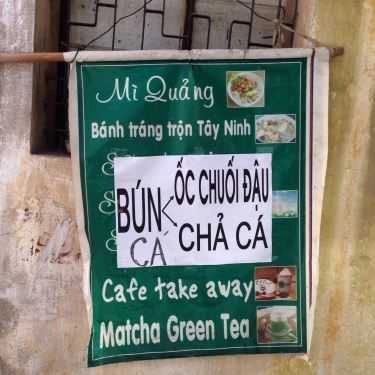 Mì Quảng
Bánh tráng trộn Tây Ninh
ỐC CHUỐI ĐẬU
BÚN
CHẢ CÁ
CÁ
Cafe take away
Matcha Green Tea